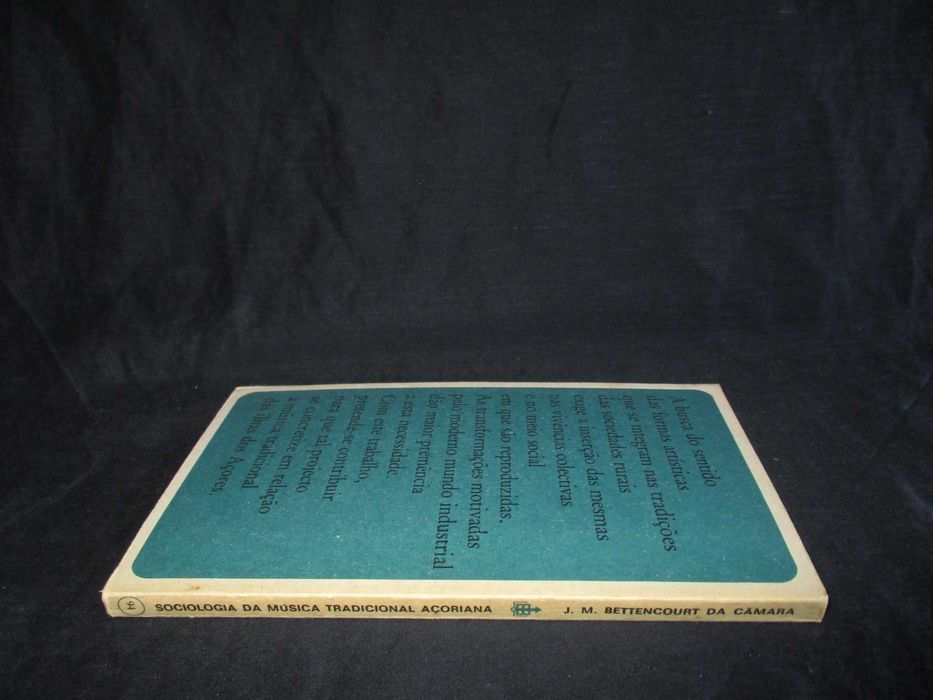 A busca do sentido
das formas artísticas
que se integram nas tradições
das sociedades rurais
exige a inserção das mesmas
nas vivências colectivas
e no meio social
em que são reproduzidas.
As transformações motivadas
pelo moderno mundo industrial
dão maior premência
a esta necessidade.
Com este trabalho,
pretende-se contribuir
para que tal projecto
se concretize em relação
à música tradicional
das ilhas dos Açores.
94 SOCIOLOGIA DA MÚSICA TRADICIONAL AÇORIANA J. M. BETTENCOURT DA CÂMARA